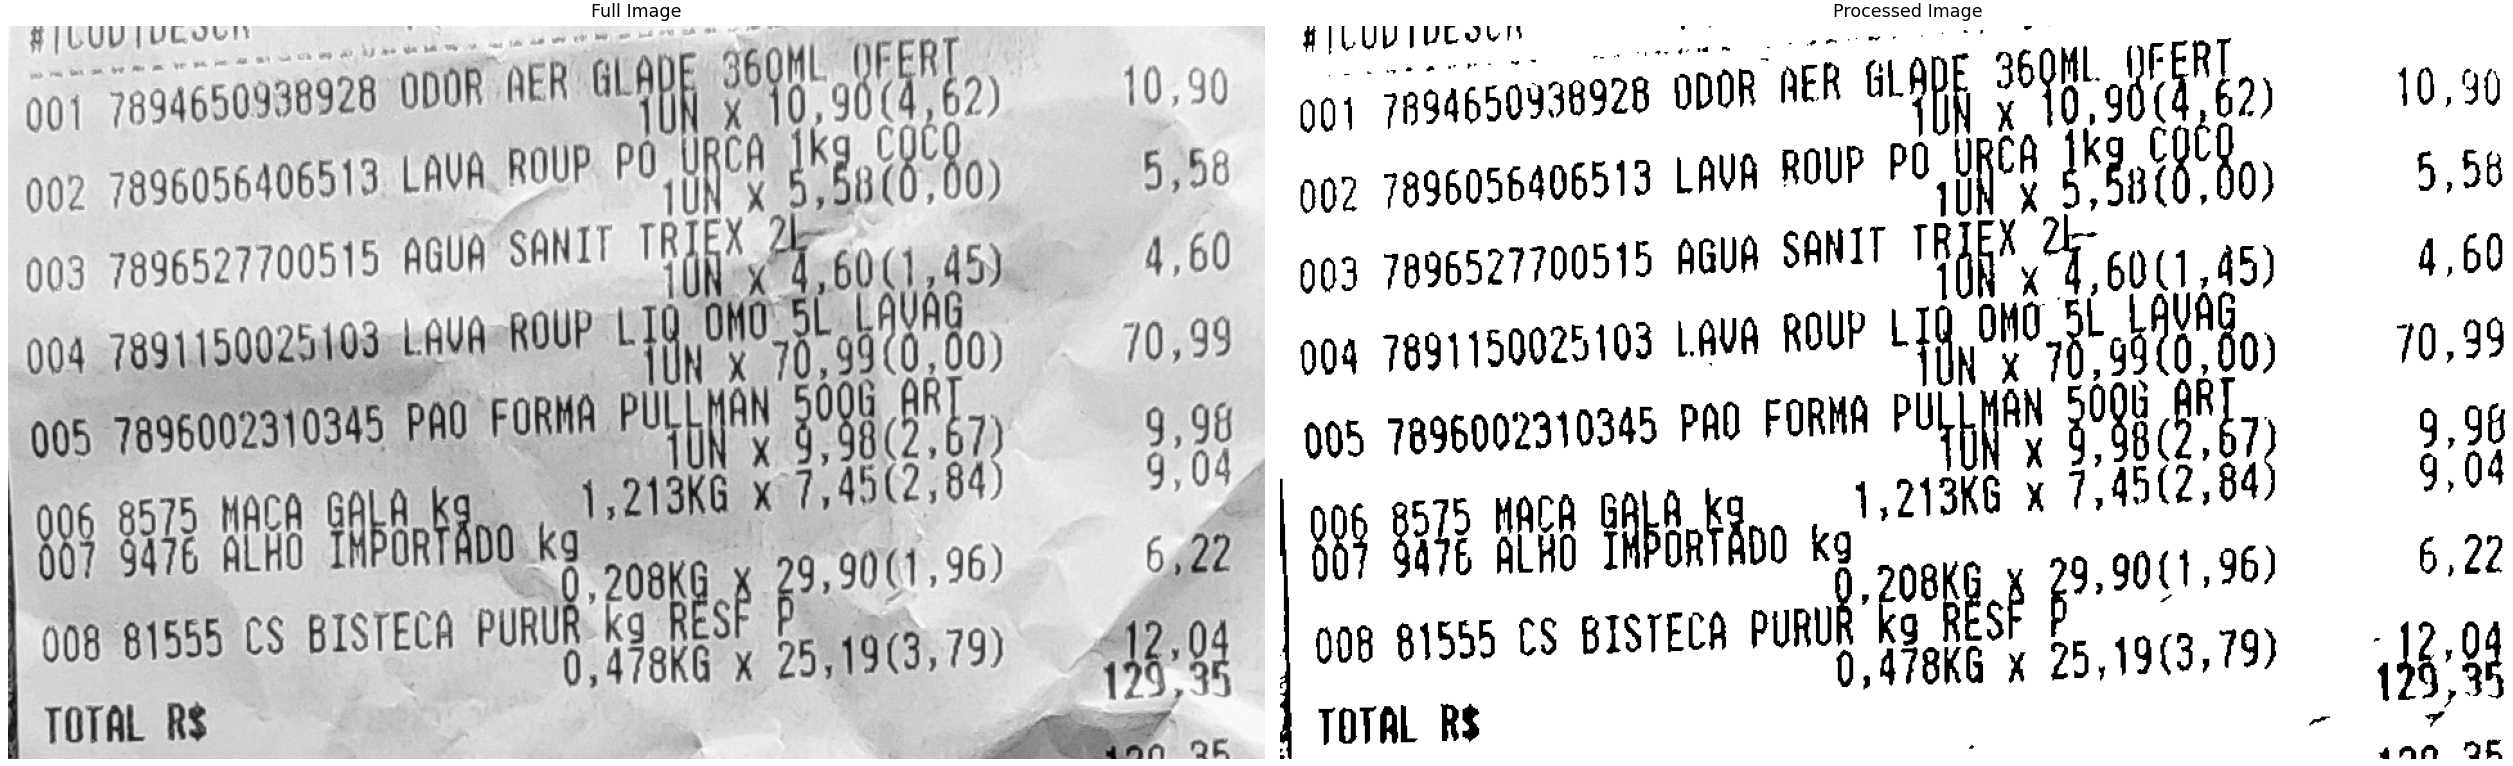 Full Image
#|COD|DESCR
001 7894650938928 ODOR AER GLADE 360ML OFERT
1UN x 10,90(4,62) 10,90
002 7896056406513 LAVA ROUP PO URCA 1kg COCO
1UN x 5,58(0,00) 5,58
003 7896527700515 AGUA SANIT TRIEX 2L
1UN x 4,60(1,45) 4,60
004 7891150025103 LAVA ROUP LIQ OMO 5L LAVAG
1UN x 70,99(0,00) 70,99
005 7896002310345 PAO FORMA PULLMAN 500G ART
1UN x 9,98(2,67) 9,98
006 8575 MACA GALA kg 1,213KG x 7,45(2,84) 9,04
007 9476 ALHO IMPORTADO kg
0,208KG x 29,90(1,96) 6,22
008 81555 CS BISTECA PURUR kg RESF P
0,478KG x 25,19(3,79) 12,04
TOTAL R$ 129,35
129,35
Processed Image
#|COD|DESCR
001 7894650938928 ODOR AER GLADE 360ML OFERT
1UN x 10,90(4,62) 10,90
002 7896056406513 LAVA ROUP PO URCA 1kg COCO
1UN x 5,58(0,00) 5,58
003 7896527700515 AGUA SANIT TRIEX 2L
1UN x 4,60(1,45) 4,60
004 7891150025103 LAVA ROUP LIQ OMO 5L LAVAG
1UN x 70,99(0,00) 70,99
005 7896002310345 PAO FORMA PULLMAN 500G ART
1UN x 9,98(2,67) 9,98
006 8575 MACA GALA kg 1,213KG x 7,45(2,84) 9,04
007 9476 ALHO IMPORTADO kg
0,208KG x 29,90(1,96) 6,22
008 81555 CS BISTECA PURUR kg RESF P
0,478KG x 25,19(3,79) 12,04
TOTAL R$ 129,35
129,35